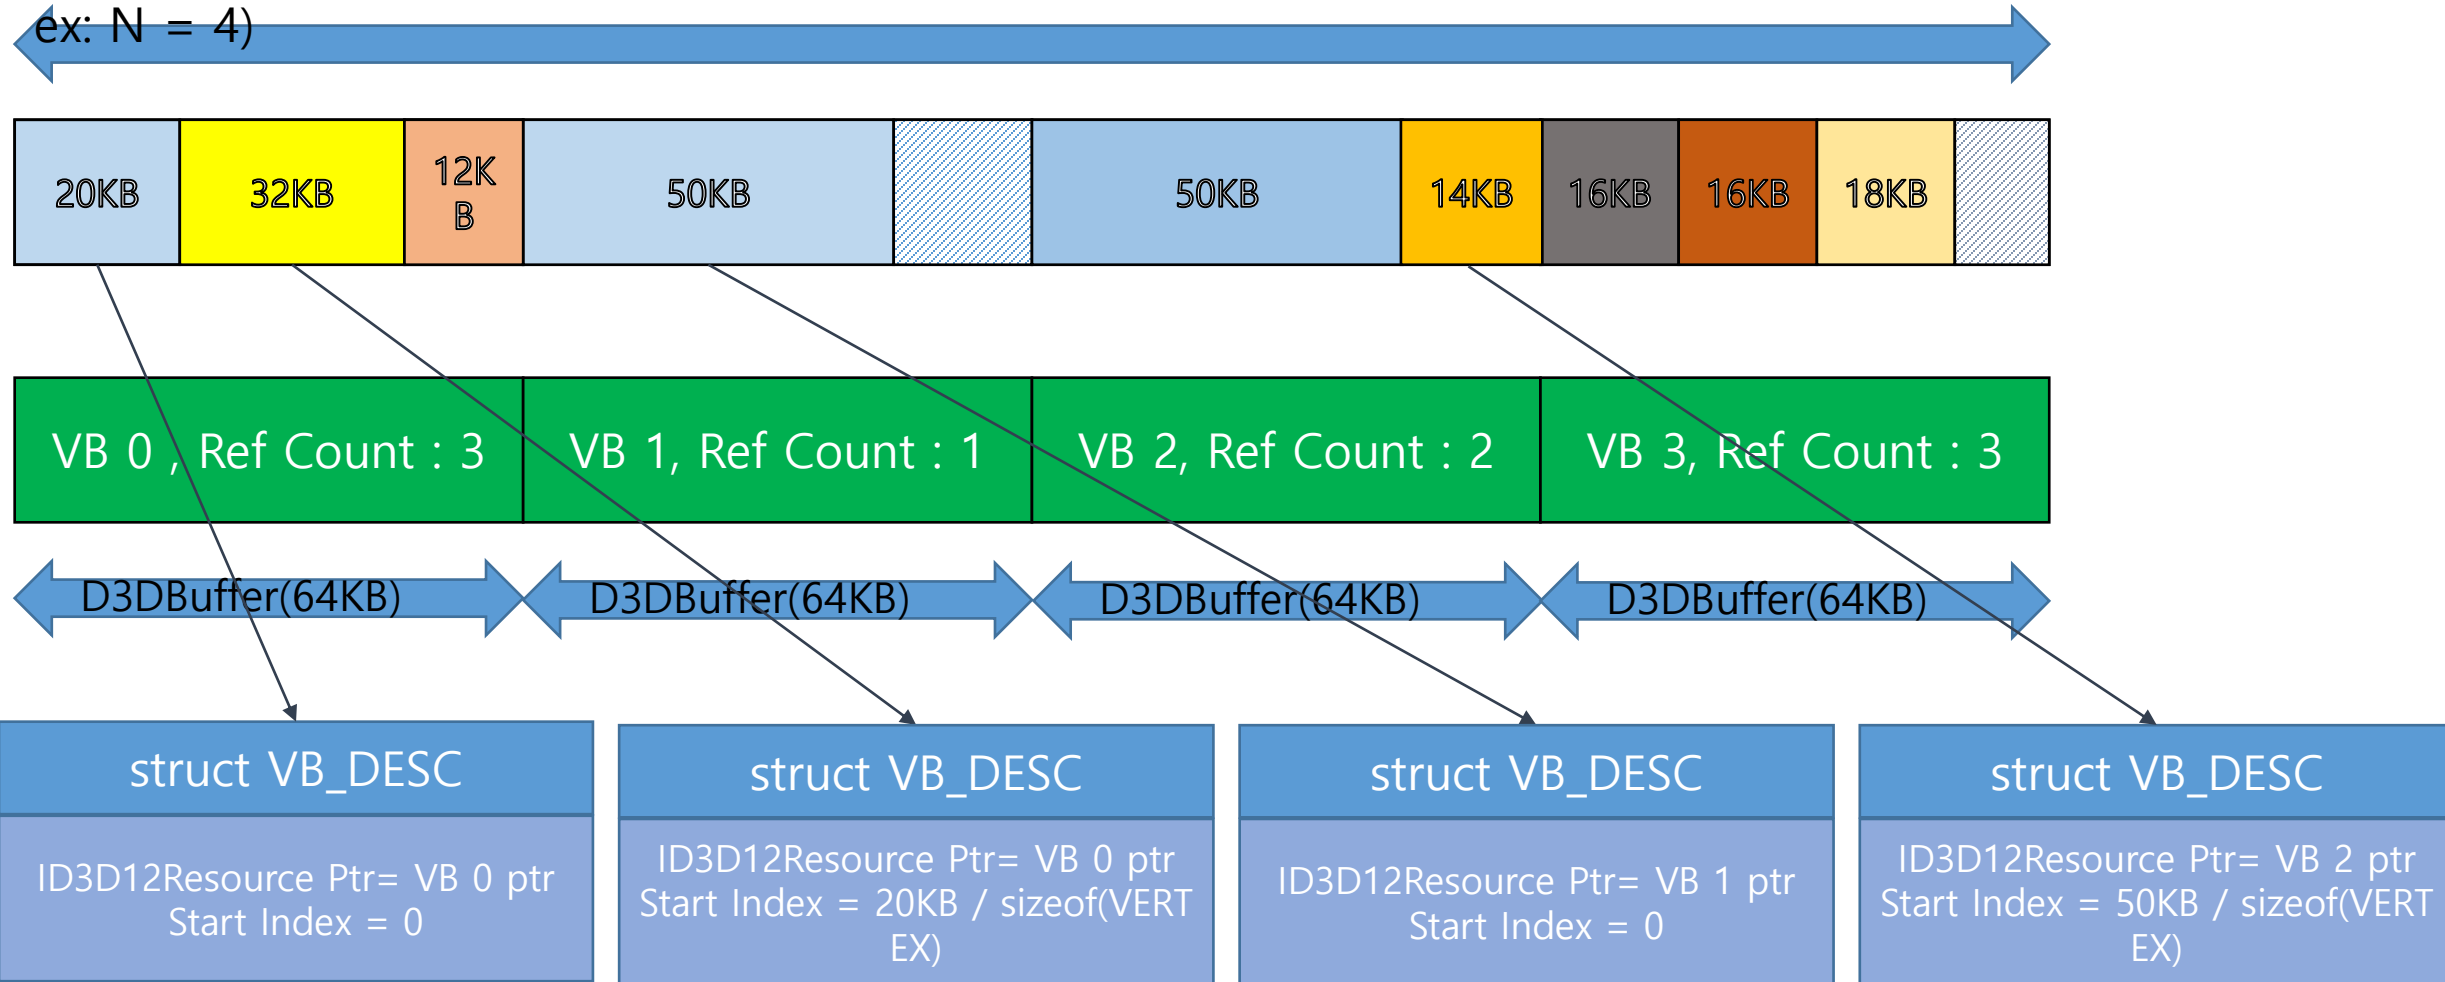 ex: N = 4)
20KB
32KB
12K
B
50KB
50KB
14KB
16KB
16KB
18KB
VB 0 , Ref Count : 3
VB 1, Ref Count : 1
VB 2, Ref Count : 2
VB 3, Ref Count : 3
D3DBuffer(64KB)
D3DBuffer(64KB)
D3DBuffer(64KB)
D3DBuffer(64KB)
struct VB_DESC
ID3D12Resource Ptr= VB 0 ptr
Start Index = 0
struct VB_DESC
ID3D12Resource Ptr= VB 0 ptr
Start Index = 20KB / sizeof(VERT
EX)
struct VB_DESC
ID3D12Resource Ptr= VB 1 ptr
Start Index = 0
struct VB_DESC
ID3D12Resource Ptr= VB 2 ptr
Start Index = 50KB / sizeof(VERT
EX)